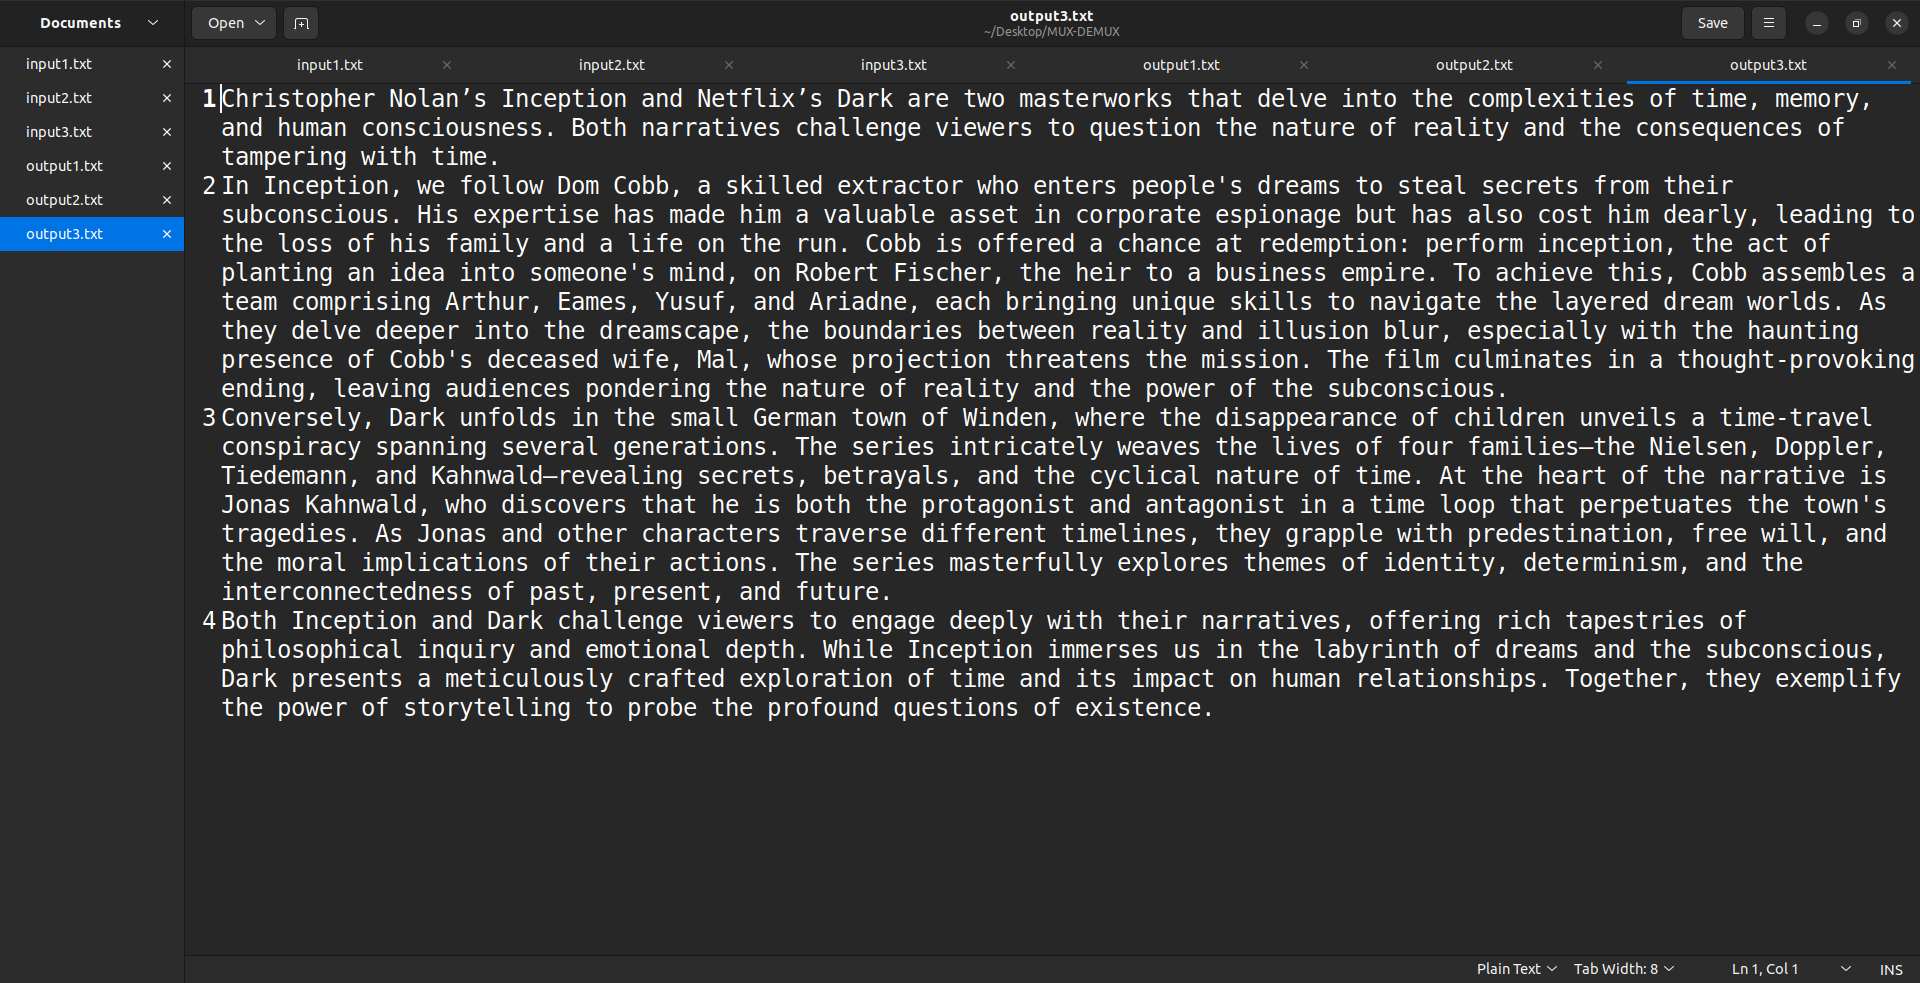 Documents
Open
output3.txt
~/Desktop/MUX-DEMUX
Save
input1.txt
input2.txt
input3.txt
output1.txt
output2.txt
output3.txt
input1.txt
input2.txt
input3.txt
output1.txt
output2.txt
output3.txt
1 Christopher Nolan’s Inception and Netflix’s Dark are two masterworks that delve into the complexities of time, memory,
and human consciousness. Both narratives challenge viewers to question the nature of reality and the consequences of
tampering with time.
2 In Inception, we follow Dom Cobb, a skilled extractor who enters people's dreams to steal secrets from their
subconscious. His expertise has made him a valuable asset in corporate espionage but has also cost him dearly, leading to
the loss of his family and a life on the run. Cobb is offered a chance at redemption: perform inception, the act of
planting an idea into someone's mind, on Robert Fischer, the heir to a business empire. To achieve this, Cobb assembles a
team comprising Arthur, Eames, Yusuf, and Ariadne, each bringing unique skills to navigate the layered dream worlds. As
they delve deeper into the dreamscape, the boundaries between reality and illusion blur, especially with the haunting
presence of Cobb's deceased wife, Mal, whose projection threatens the mission. The film culminates in a thought-provoking
ending, leaving audiences pondering the nature of reality and the power of the subconscious.
3 Conversely, Dark unfolds in the small German town of Winden, where the disappearance of children unveils a time-travel
conspiracy spanning several generations. The series intricately weaves the lives of four families—the Nielsen, Doppler,
Tiedemann, and Kahnwald—revealing secrets, betrayals, and the cyclical nature of time. At the heart of the narrative is
Jonas Kahnwald, who discovers that he is both the protagonist and antagonist in a time loop that perpetuates the town's
tragedies. As Jonas and other characters traverse different timelines, they grapple with predestination, free will, and
the moral implications of their actions. The series masterfully explores themes of identity, determinism, and the
interconnectedness of past, present, and future.
4 Both Inception and Dark challenge viewers to engage deeply with their narratives, offering rich tapestries of
philosophical inquiry and emotional depth. While Inception immerses us in the labyrinth of dreams and the subconscious,
Dark presents a meticulously crafted exploration of time and its impact on human relationships. Together, they exemplify
the power of storytelling to probe the profound questions of existence.
Plain Text
Tab Width: 8
Ln 1, Col 1
INS